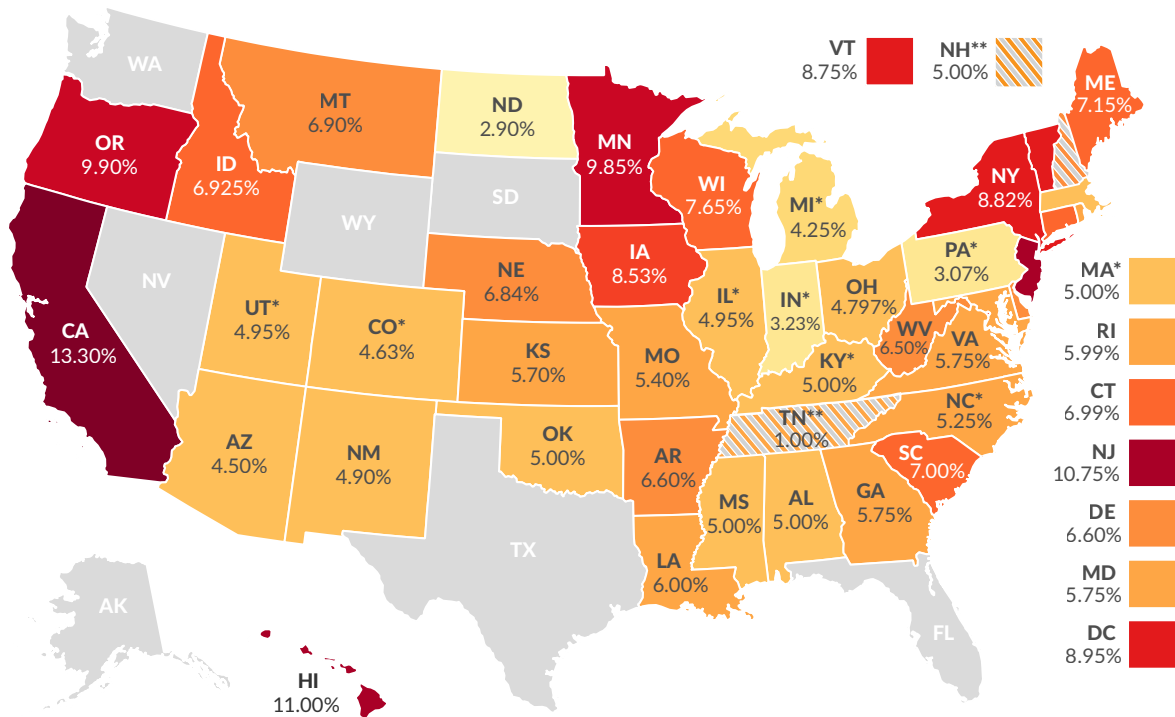 VT
8.75%
NH**
5.00%
WA
MT
6.90%
ND
2.90%
MN
9.85%
ME
7.15%
OR
9.90%
ID
6.925%
WI
7.65%
NY
8.82%
SD
WY
MI*
4.25%
PA*
3.07%
NV
NE
6.84%
IA
8.53%
MA*
5.00%
UT*
4.95%
CO*
4.63%
IL*
4.95%
IN*
3.23%
OH
4.797%
CA
13.30%
KS
5.70%
MO
5.40%
WV
6.50%
VA
5.75%
RI
5.99%
KY*
5.00%
CT
6.99%
TN**
1.00%
NC*
5.25%
AZ
4.50%
NM
4.90%
OK
5.00%
AR
6.60%
SC
7.00%
NJ
10.75%
MS
5.00%
AL
5.00%
GA
5.75%
DE
6.60%
TX
LA
6.00%
MD
5.75%
AK
FL
DC
8.95%
HI
11.00%